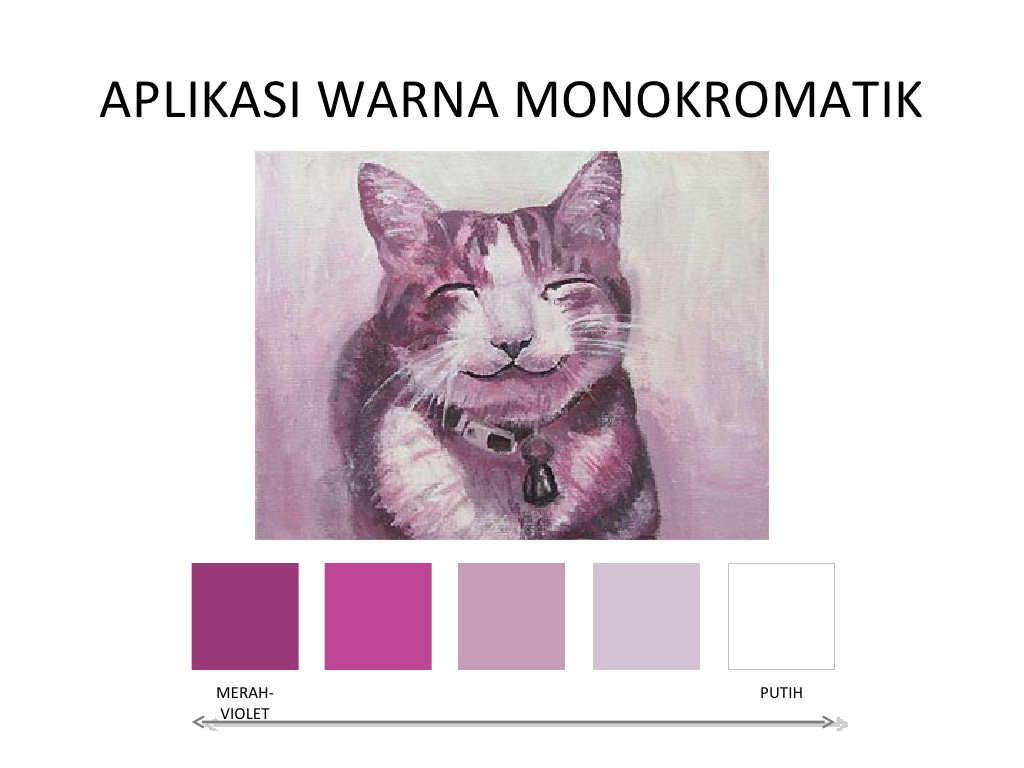 APLIKASI WARNA MONOKROMATIK
MERAH-
VIOLET
PUTIH